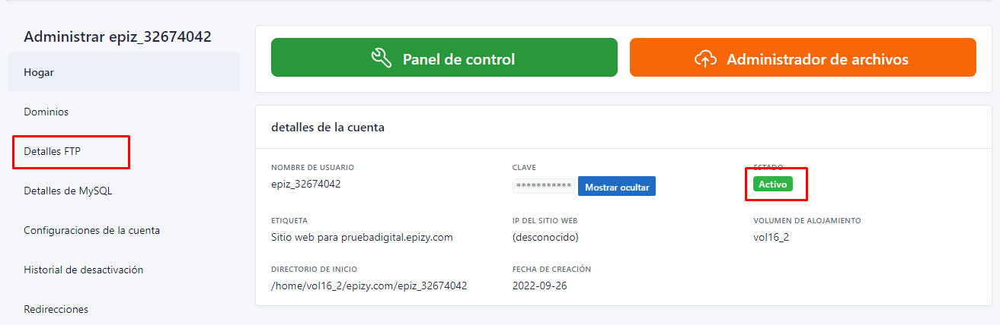 Administrar epiz_32674042
Hogar
Dominios
Detalles FTP
Detalles de MySQL
Configuraciones de la cuenta
Historial de desactivación
Redirecciones
Panel de control
Administrador de archivos
detalles de la cuenta
NOMBRE DE USUARIO
epiz_32674042
CLAVE
*********** Mostrar ocultar
ESTADO
Activo
ETIQUETA
Sitio web para pruebadigital.epizy.com
IP DEL SITIO WEB
(desconocido)
VOLUMEN DE ALOJAMIENTO
vol16_2
DIRECTORIO DE INICIO
/home/vol16_2/epizy.com/epiz_32674042
FECHA DE CREACIÓN
2022-09-26